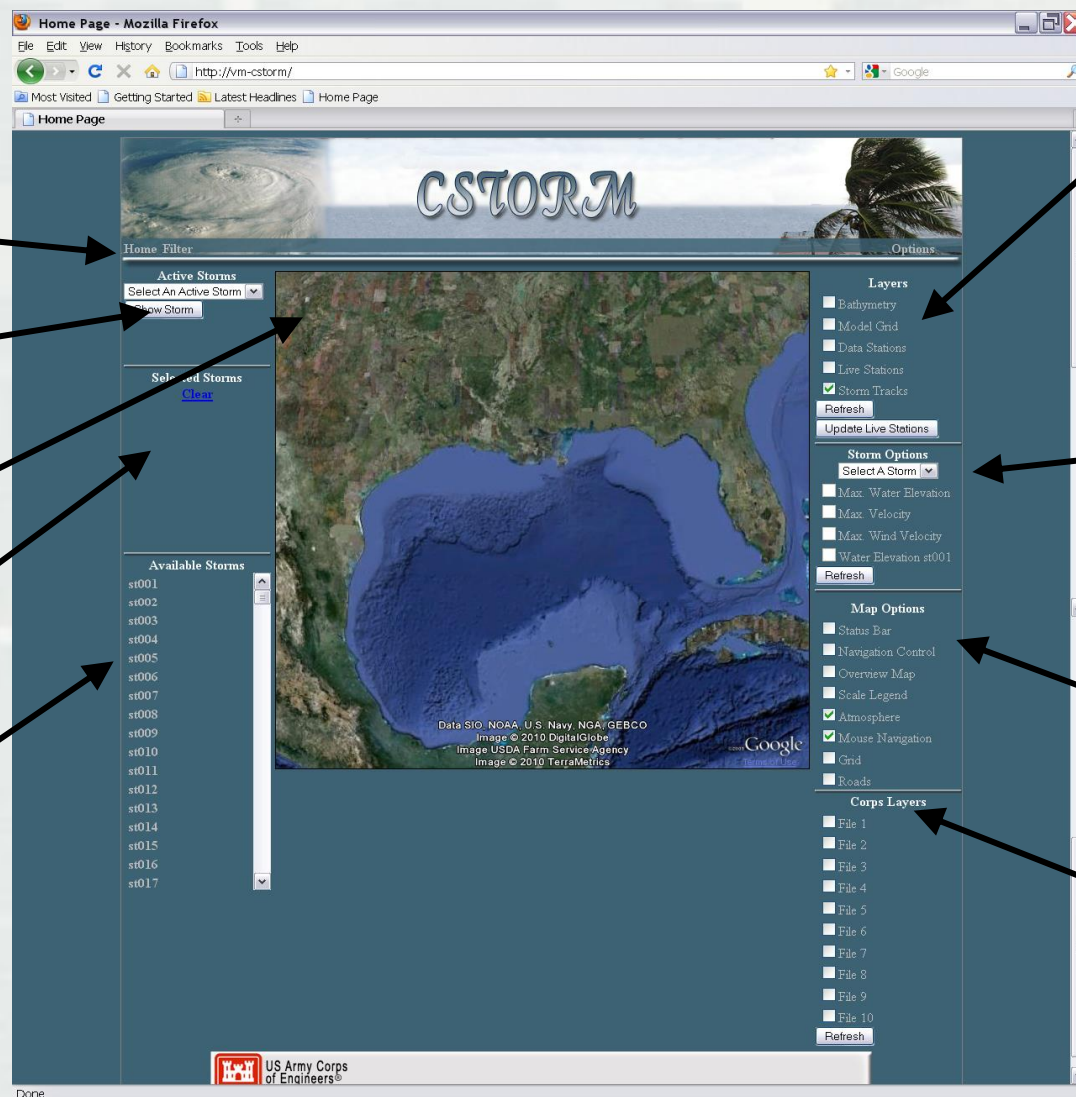 Home Page - Mozilla Firefox
File Edit View History Bookmarks Tools Help
http://vm-cstorm/
Google
Most Visited Getting Started Latest Headlines Home Page
Home Page
CSTORM
Home Filter
Options
Active Storms
Select An Active Storm
Show Storm
Selected Storms
Clear
Available Storms
st001
st002
st003
st004
st005
st006
st007
st008
st009
st010
st011
st012
st013
st014
st015
st016
st017
Data SIO, NOAA, U.S. Navy, NGA, GEBCO
Image © 2010 DigitalGlobe
Image USDA Farm Service Agency
Image © 2010 TerraMetrics
Google
Terms of Use
Layers
Bathymetry
Model Grid
Data Stations
Live Stations
Storm Tracks
Refresh
Update Live Stations
Storm Options
Select A Storm
Max. Water Elevation
Max. Velocity
Max. Wind Velocity
Water Elevation st001
Refresh
Map Options
Status Bar
Navigation Control
Overview Map
Scale Legend
Atmosphere
Mouse Navigation
Grid
Roads
Corps Layers
File 1
File 2
File 3
File 4
File 5
File 6
File 7
File 8
File 9
File 10
Refresh
US Army Corps
of Engineers®
Done